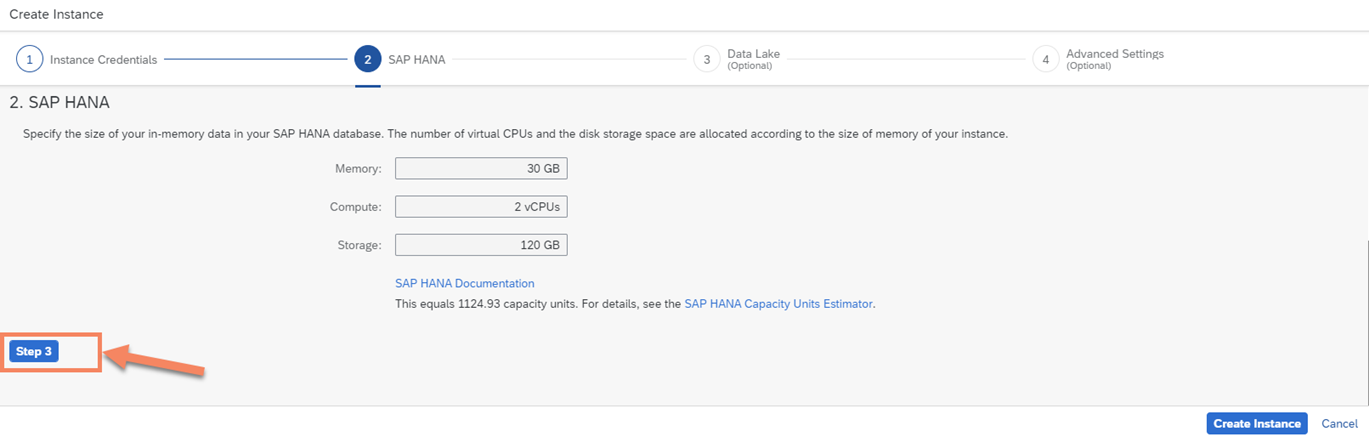 Create Instance
1 Instance Credentials
2 SAP HANA
3 Data Lake
(Optional)
4 Advanced Settings
(Optional)
2. SAP HANA
Specify the size of your in-memory data in your SAP HANA database. The number of virtual CPUs and the disk storage space are allocated according to the size of memory of your instance.
Memory: 30 GB
Compute: 2 vCPUs
Storage: 120 GB
SAP HANA Documentation
This equals 1124.93 capacity units. For details, see the SAP HANA Capacity Units Estimator.
Step 3
Create Instance Cancel